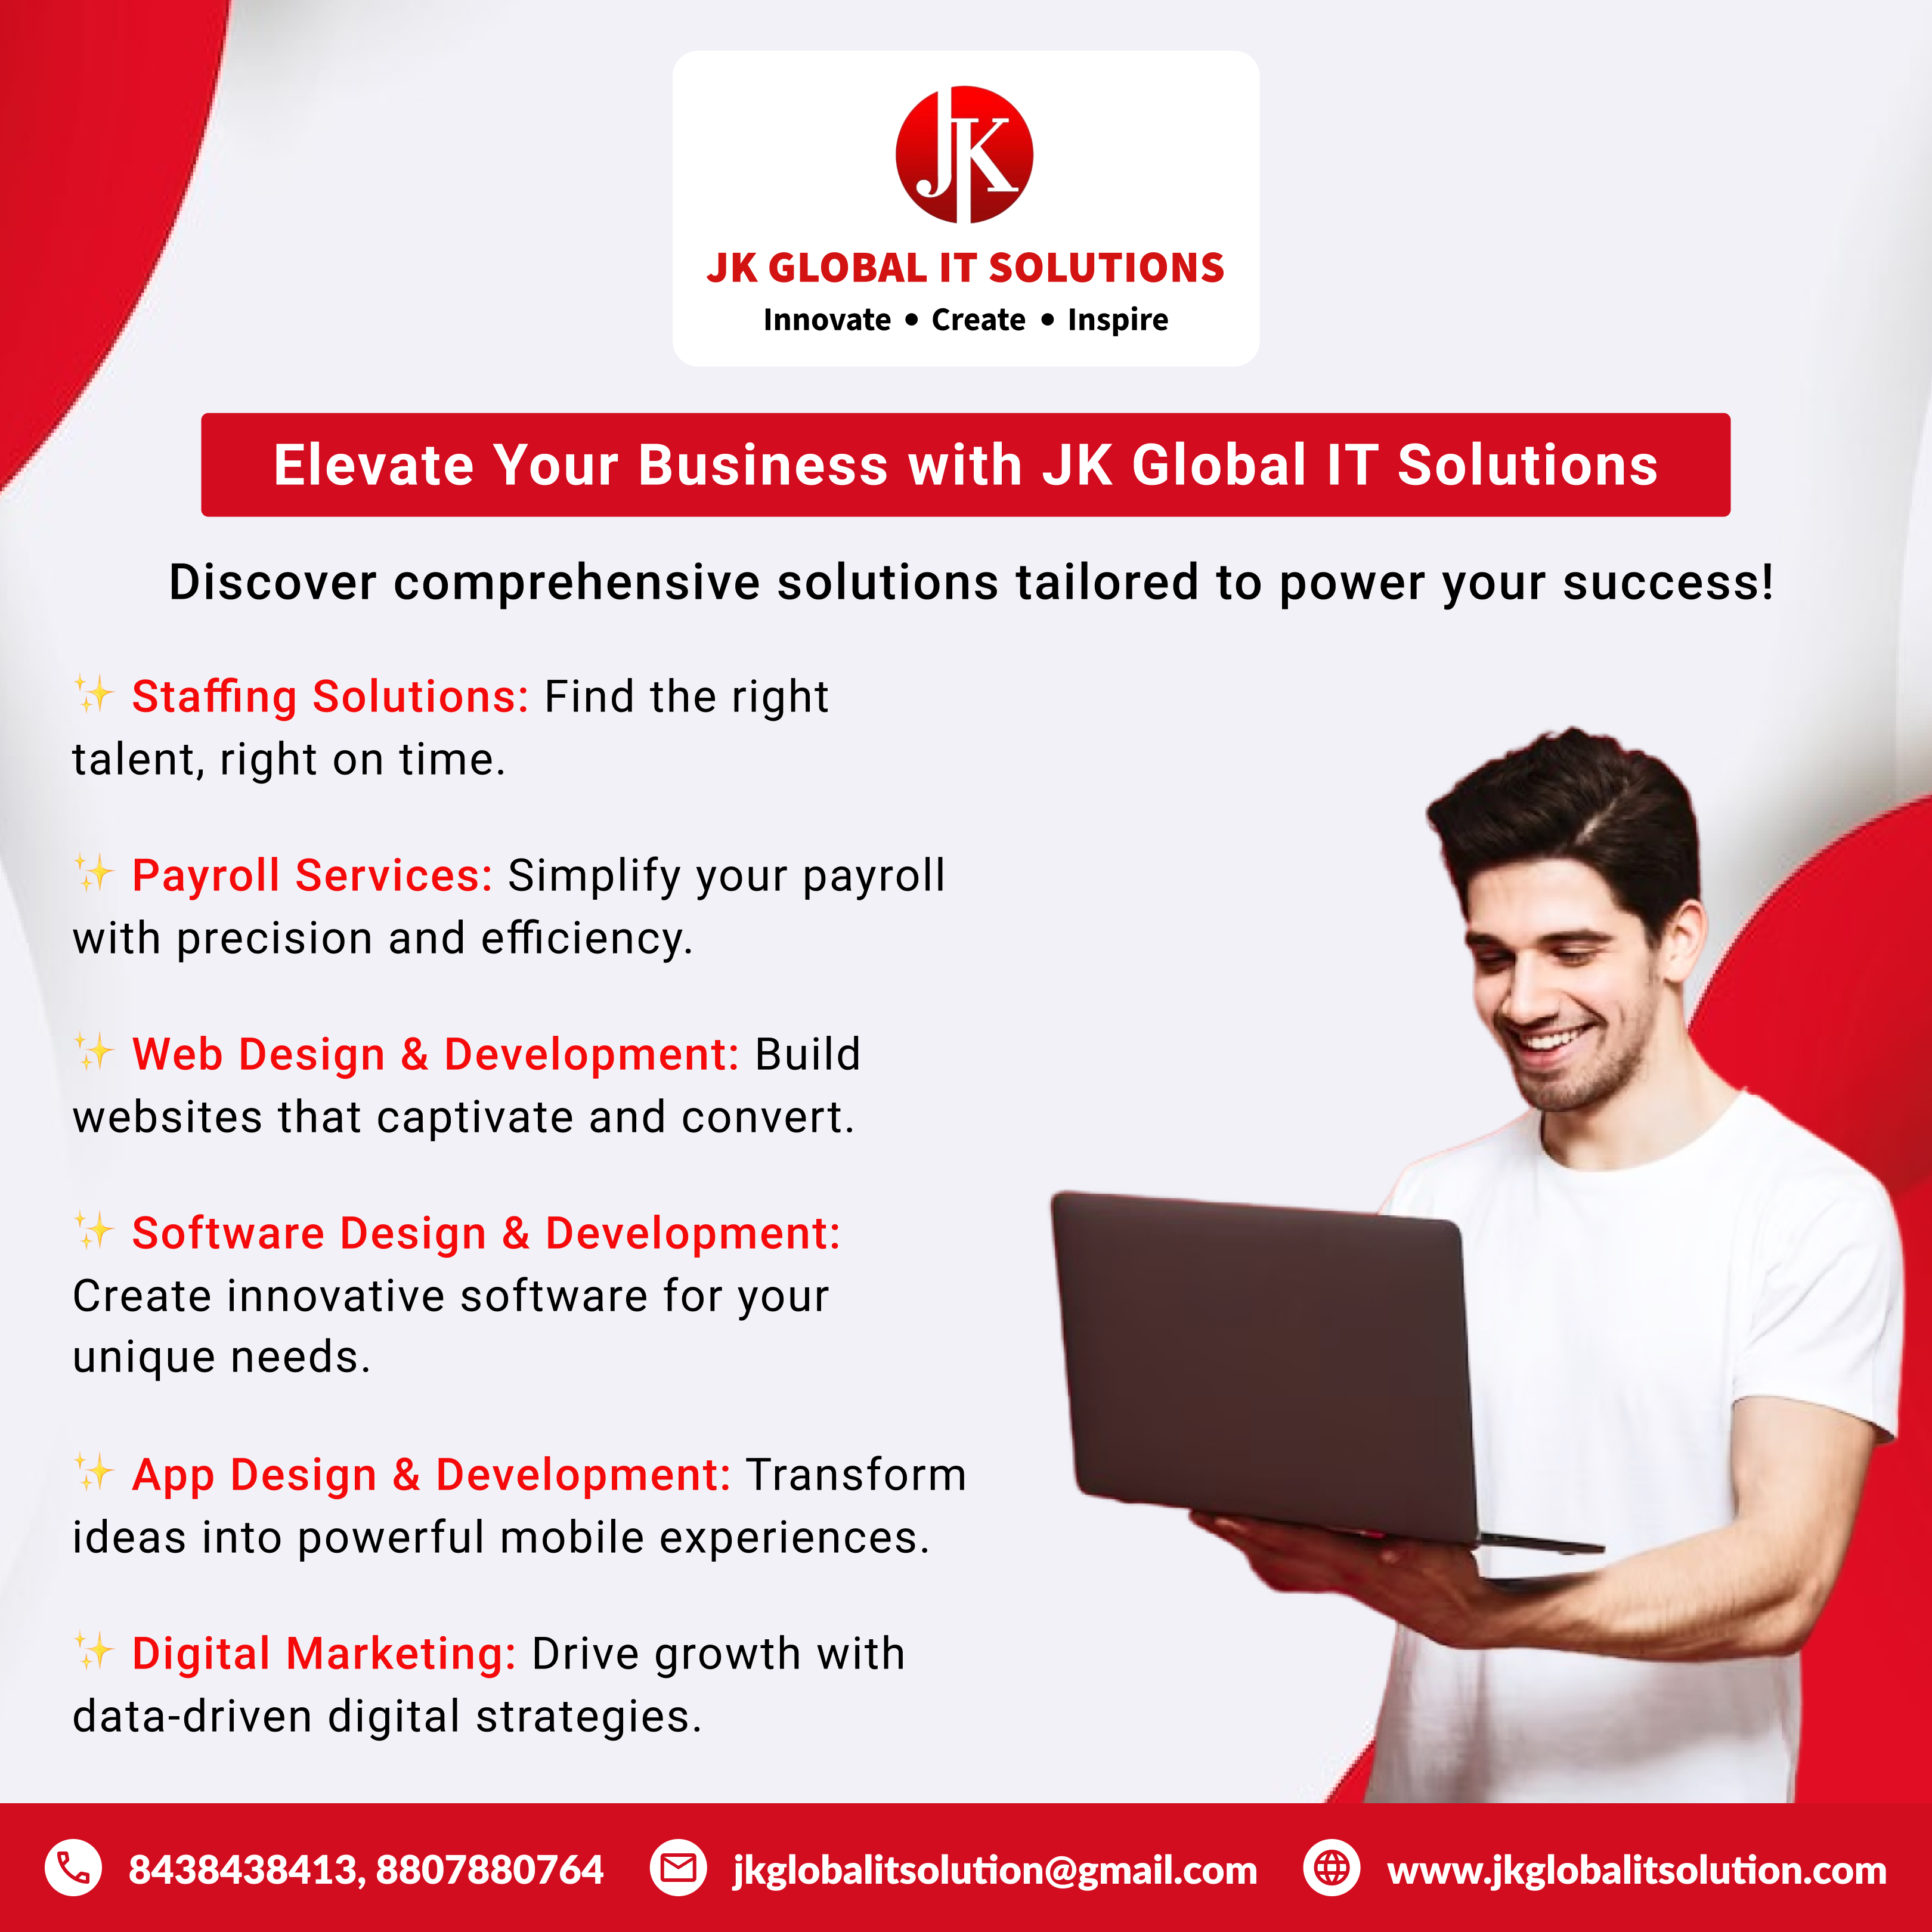 JK
JK GLOBAL IT SOLUTIONS
Innovate • Create • Inspire
Elevate Your Business with JK Global IT Solutions
Discover comprehensive solutions tailored to power your success!
✨ Staffing Solutions: Find the right
talent, right on time.
✨ Payroll Services: Simplify your payroll
with precision and efficiency.
✨ Web Design & Development: Build
websites that captivate and convert.
✨ Software Design & Development:
Create innovative software for your
unique needs.
✨ App Design & Development: Transform
ideas into powerful mobile experiences.
✨ Digital Marketing: Drive growth with
data-driven digital strategies.
8438438413, 8807880764 jkglobalitsolution@gmail.com www.jkglobalitsolution.com